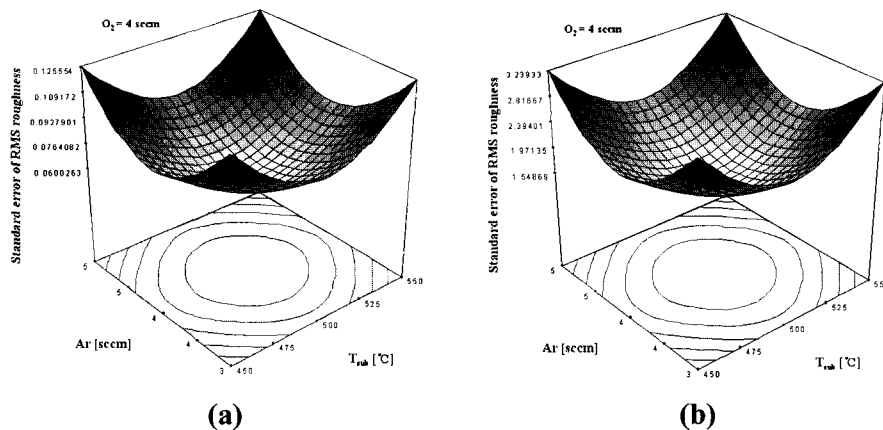 O₂ = 4 sccm
Standard error of RMS roughness
0.125554
0.109172
0.0927901
0.0764082
0.0600263
5
5
4
4
3
Ar [sccm]
450
475
500
525
550
T_sub [℃]
(a)
O₂ = 4 sccm
Standard error of RMS roughness
3.23933
2.81667
2.39401
1.97135
1.54869
5
5
4
4
3
Ar [sccm]
450
475
500
525
T_sub [℃]
(b)